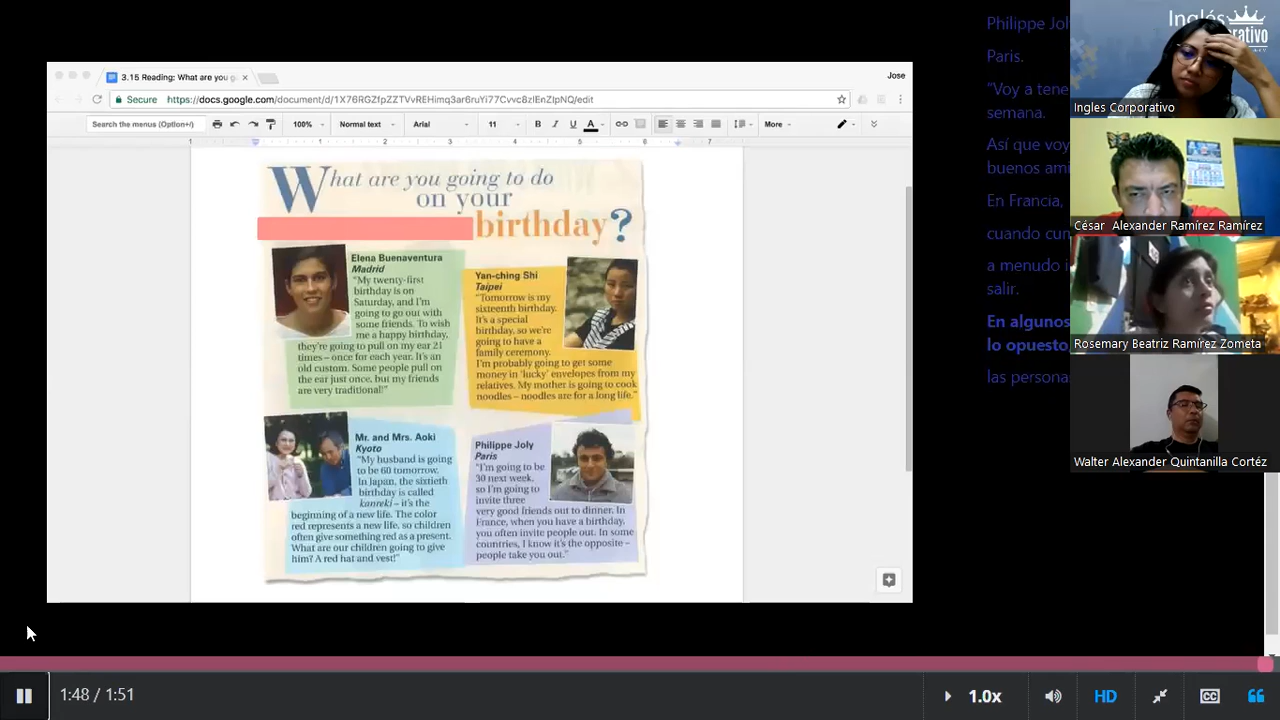 Philippe Jol
Paris.
"Voy a tene
semana.
Así que voy
buenos ami
En Francia,
cuando cum
a menudo i
salir.
En algunos
lo opuesto,
las personas
Inglés
Ingles Corporativo
César Alexander Ramírez Ramírez
Rosemary Beatriz Ramírez Zometa
Walter Alexander Quintanilla Cortéz
3.15 Reading: What are you g
Jose
Secure
https://docs.google.com/document/d/1X76RGZfpZZTVvREHimq3ar6ruYi77Cvvc8zIEnZIpNQ/edit
Search the menus (Option+/)
100%
Normal text
Arial
11
B I U A
More
1 1 2 3 4 5 6 7
What are you going to do
on your
birthday?
Elena Buenaventura
Madrid
"My twenty-first
birthday is on
Saturday, and I'm
going to go out with
some friends. To wish
me a happy birthday,
they're going to pull on my ear 21
times – once for each year. It's an
old custom. Some people pull on
the ear just once, but my friends
are very traditional!"
Yan-ching Shi
Taipei
"Tomorrow is my
sixteenth birthday.
It's a special
birthday, so we're
going to have a
family ceremony.
I'm probably going to get some
money in 'lucky' envelopes from my
relatives. My mother is going to cook
noodles – noodles are for a long life."
Mr. and Mrs. Aoki
Kyoto
"My husband is going
to be 60 tomorrow.
In Japan, the sixtieth
birthday is called
kanreki – it's the
beginning of a new life. The color
red represents a new life, so children
often give something red as a present.
What are our children going to give
him? A red hat and vest!"
Philippe Joly
Paris
"I'm going to be
30 next week,
so I'm going to
invite three
very good friends out to dinner. In
France, when you have a birthday,
you often invite people out. In some
countries, I know it's the opposite –
people take you out."
1:48 / 1:51
1.0x
HD
CC